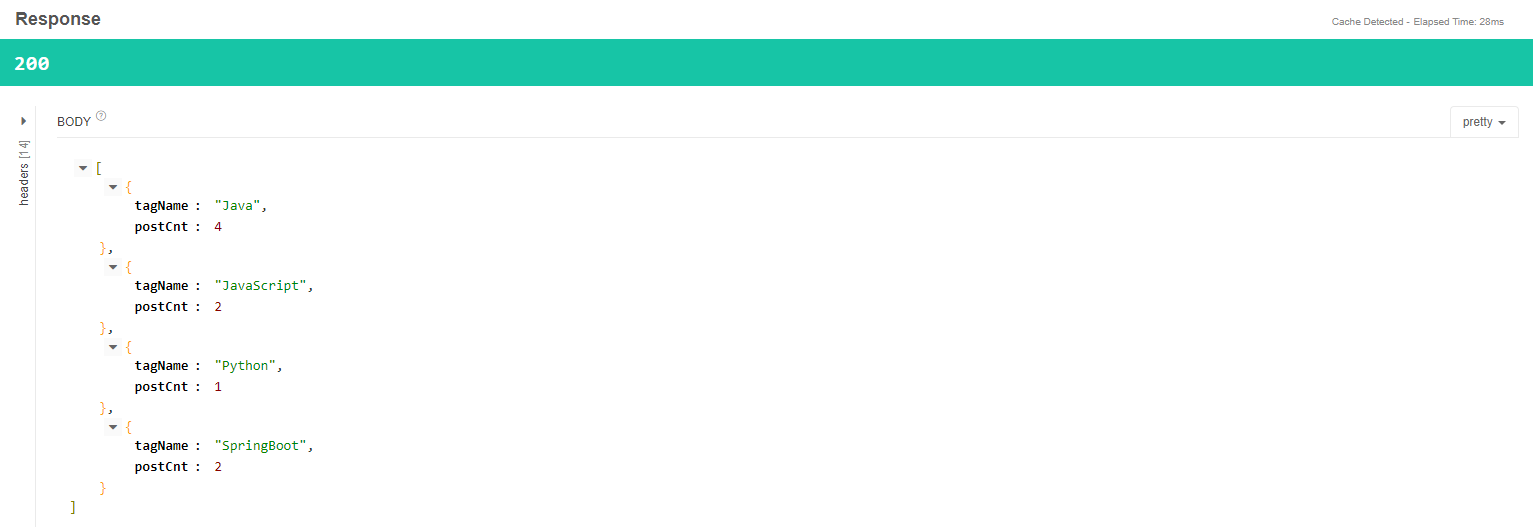 Response
Cache Detected - Elapsed Time: 28ms
200
BODY ?
pretty
headers [14]
[
{
tagName : "Java",
postCnt : 4
},
{
tagName : "JavaScript",
postCnt : 2
},
{
tagName : "Python",
postCnt : 1
},
{
tagName : "SpringBoot",
postCnt : 2
}
]